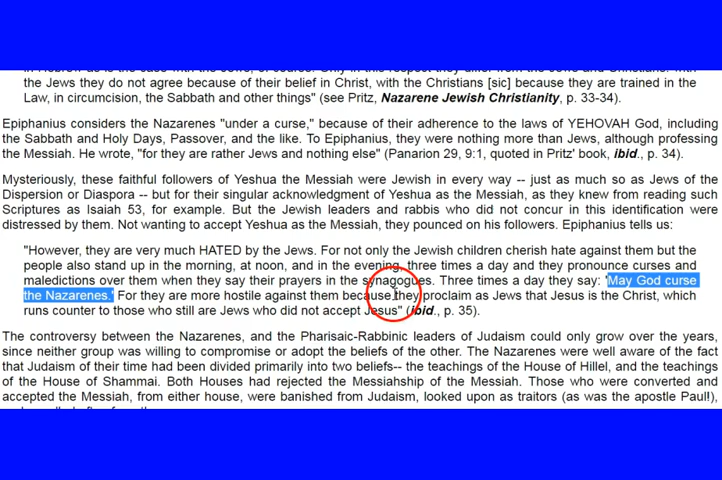 the Jews they do not agree because of their belief in Christ, with the Christians [sic] because they are trained in the
Law, in circumcision, the Sabbath and other things" (see Pritz, Nazarene Jewish Christianity, p. 33-34).
Epiphanius considers the Nazarenes "under a curse," because of their adherence to the laws of YEHOVAH God, including
the Sabbath and Holy Days, Passover, and the like. To Epiphanius, they were nothing more than Jews, although professing
the Messiah. He wrote, "for they are rather Jews and nothing else" (Panarion 29, 9:1, quoted in Pritz' book, ibid., p. 34).
Mysteriously, these faithful followers of Yeshua the Messiah were Jewish in every way -- just as much so as Jews of the
Dispersion or Diaspora -- but for their singular acknowledgment of Yeshua as the Messiah, as they knew from reading such
Scriptures as Isaiah 53, for example. But the Jewish leaders and rabbis who did not concur in this identification were
distressed by them. Not wanting to accept Yeshua as the Messiah, they pounced on his followers. Epiphanius tells us:
"However, they are very much HATED by the Jews. For not only the Jewish children cherish hate against them but the
people also stand up in the morning, at noon, and in the evening, three times a day and they pronounce curses and
maledictions over them when they say their prayers in the synagogues. Three times a day they say: 'May God curse
the Nazarenes.' For they are more hostile against them because they proclaim as Jews that Jesus is the Christ, which
runs counter to those who still are Jews who did not accept Jesus" (ibid., p. 35).
The controversy between the Nazarenes, and the Pharisaic-Rabbinic leaders of Judaism could only grow over the years,
since neither group was willing to compromise or adopt the beliefs of the other. The Nazarenes were well aware of the fact
that Judaism of their time had been divided primarily into two beliefs-- the teachings of the House of Hillel, and the teachings
of the House of Shammai. Both Houses had rejected the Messiahship of the Messiah. Those who were converted and
accepted the Messiah, from either house, were banished from Judaism, looked upon as traitors (as was the apostle Paul!),